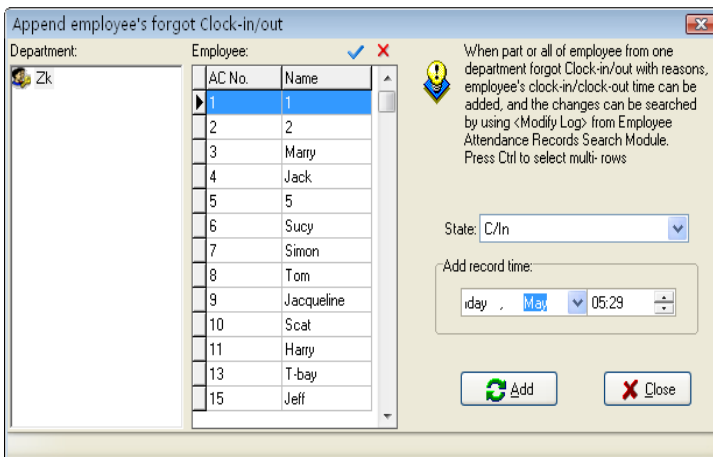 Append employee's forgot Clock-in/out
Department:
Zk
Employee:
AC No. Name
1 1
2 2
3 Marry
4 Jack
5 5
6 Sucy
7 Simon
8 Tom
9 Jacqueline
10 Scat
11 Harry
13 T-bay
15 Jeff
When part or all of employee from one
department forgot Clock-in/out with reasons,
employee's clock-in/clock-out time can be
added, and the changes can be searched
by using <Modify Log> from Employee
Attendance Records Search Module.
Press Ctrl to select multi- rows
State: C/In
Add record time:
day , May 05:29
Add
Close